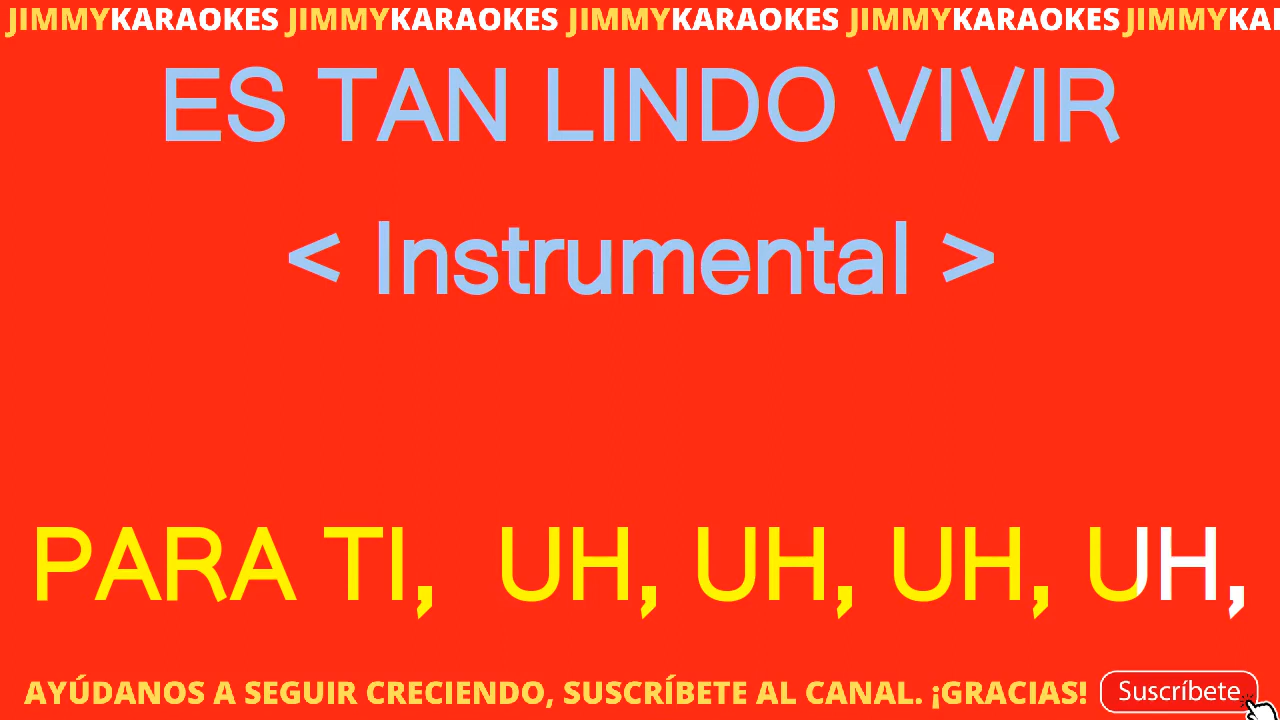 JIMMYKARAOKES JIMMYKARAOKES JIMMYKARAOKES JIMMYKARAOKES JIMMYKAI
ES TAN LINDO VIVIR
< Instrumental >
PARA TI, UH, UH, UH, UH,
AYÚDANOS A SEGUIR CRECIENDO, SUSCRÍBETE AL CANAL. ¡GRACIAS! Suscríbete